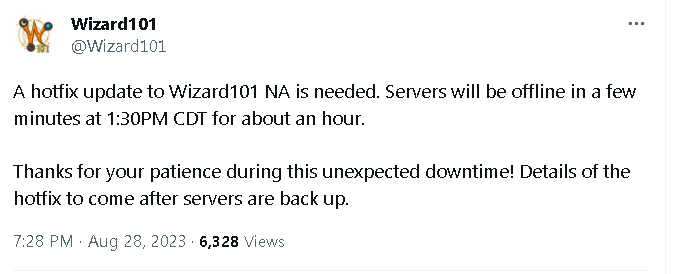 Wizard101
@Wizard101
A hotfix update to Wizard101 NA is needed. Servers will be offline in a few
minutes at 1:30PM CDT for about an hour.
Thanks for your patience during this unexpected downtime! Details of the
hotfix to come after servers are back up.
7:28 PM · Aug 28, 2023 · 6,328 Views